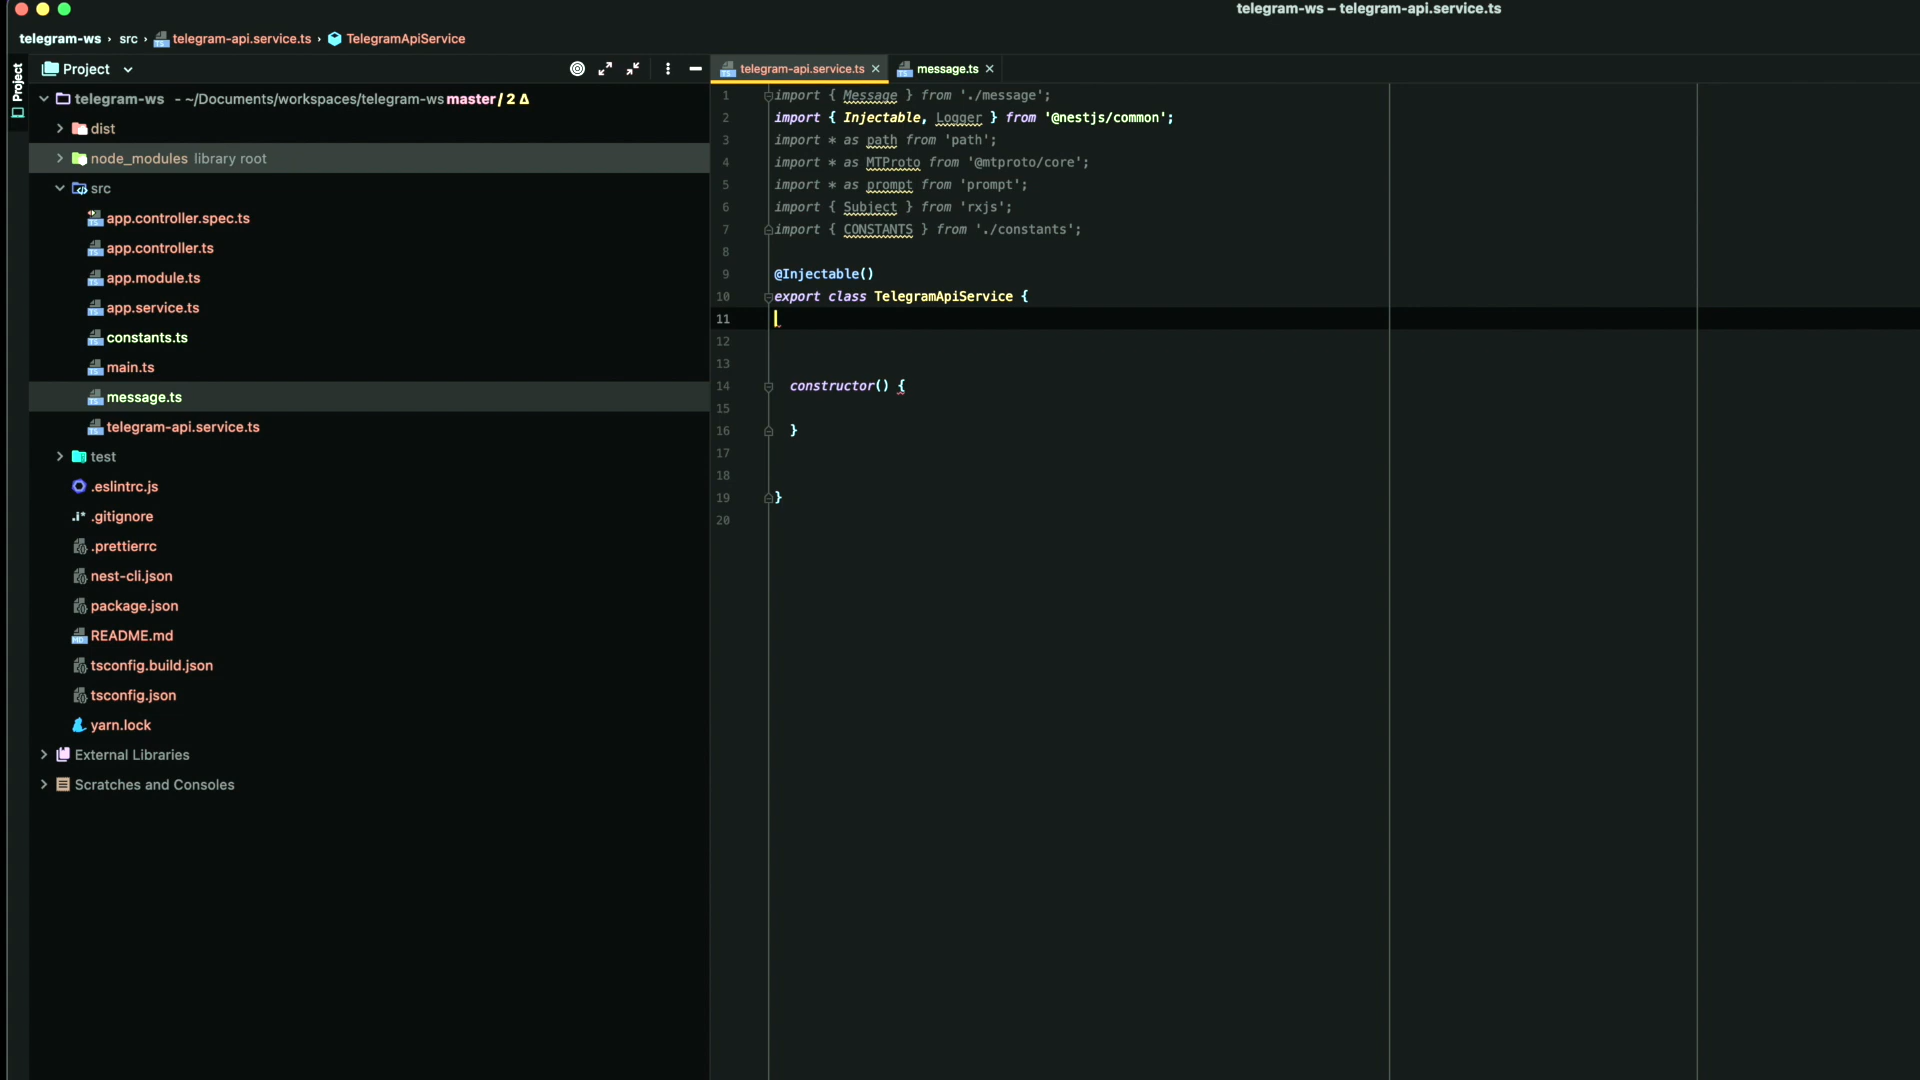 telegram-ws – telegram-api.service.ts
telegram-ws › src › telegram-api.service.ts › TelegramApiService
Project
Project
telegram-ws - ~/Documents/workspaces/telegram-ws master / 2 Δ
dist
node_modules library root
src
app.controller.spec.ts
app.controller.ts
app.module.ts
app.service.ts
constants.ts
main.ts
message.ts
telegram-api.service.ts
test
.eslintrc.js
.gitignore
.prettierrc
nest-cli.json
package.json
README.md
tsconfig.build.json
tsconfig.json
yarn.lock
External Libraries
Scratches and Consoles
telegram-api.service.ts message.ts
1 import { Message } from './message';
2 import { Injectable, Logger } from '@nestjs/common';
3 import * as path from 'path';
4 import * as MTProto from '@mtproto/core';
5 import * as prompt from 'prompt';
6 import { Subject } from 'rxjs';
7 import { CONSTANTS } from './constants';
8
9 @Injectable()
10 export class TelegramApiService {
11
12
13
14 constructor() {
15
16 }
17
18
19 }
20